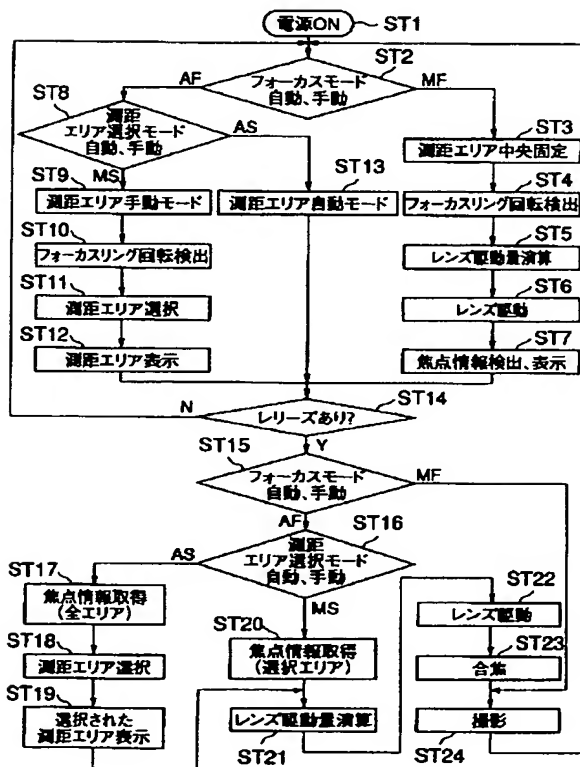 電源ON
ST1
フォーカスモード
自動、手動
ST2
AF
MF
ST8
測距
エリア選択モード
自動、手動
AS
MS
ST3
測距エリア中央固定
ST9
測距エリア手動モード
ST13
測距エリア自動モード
ST4
フォーカスリング回転検出
ST10
フォーカスリング回転検出
ST5
レンズ駆動量演算
ST11
測距エリア選択
ST6
レンズ駆動
ST12
測距エリア表示
ST7
焦点情報検出、表示
N
レリーズあり?
ST14
Y
ST15
フォーカスモード
自動、手動
MF
AF
ST16
測距
エリア選択モード
自動、手動
AS
MS
ST17
焦点情報取得
(全エリア)
ST18
測距エリア選択
ST19
選択された
測距エリア表示
ST20
焦点情報取得
(選択エリア)
レンズ駆動量演算
ST21
ST22
レンズ駆動
ST23
合焦
撮影
ST24